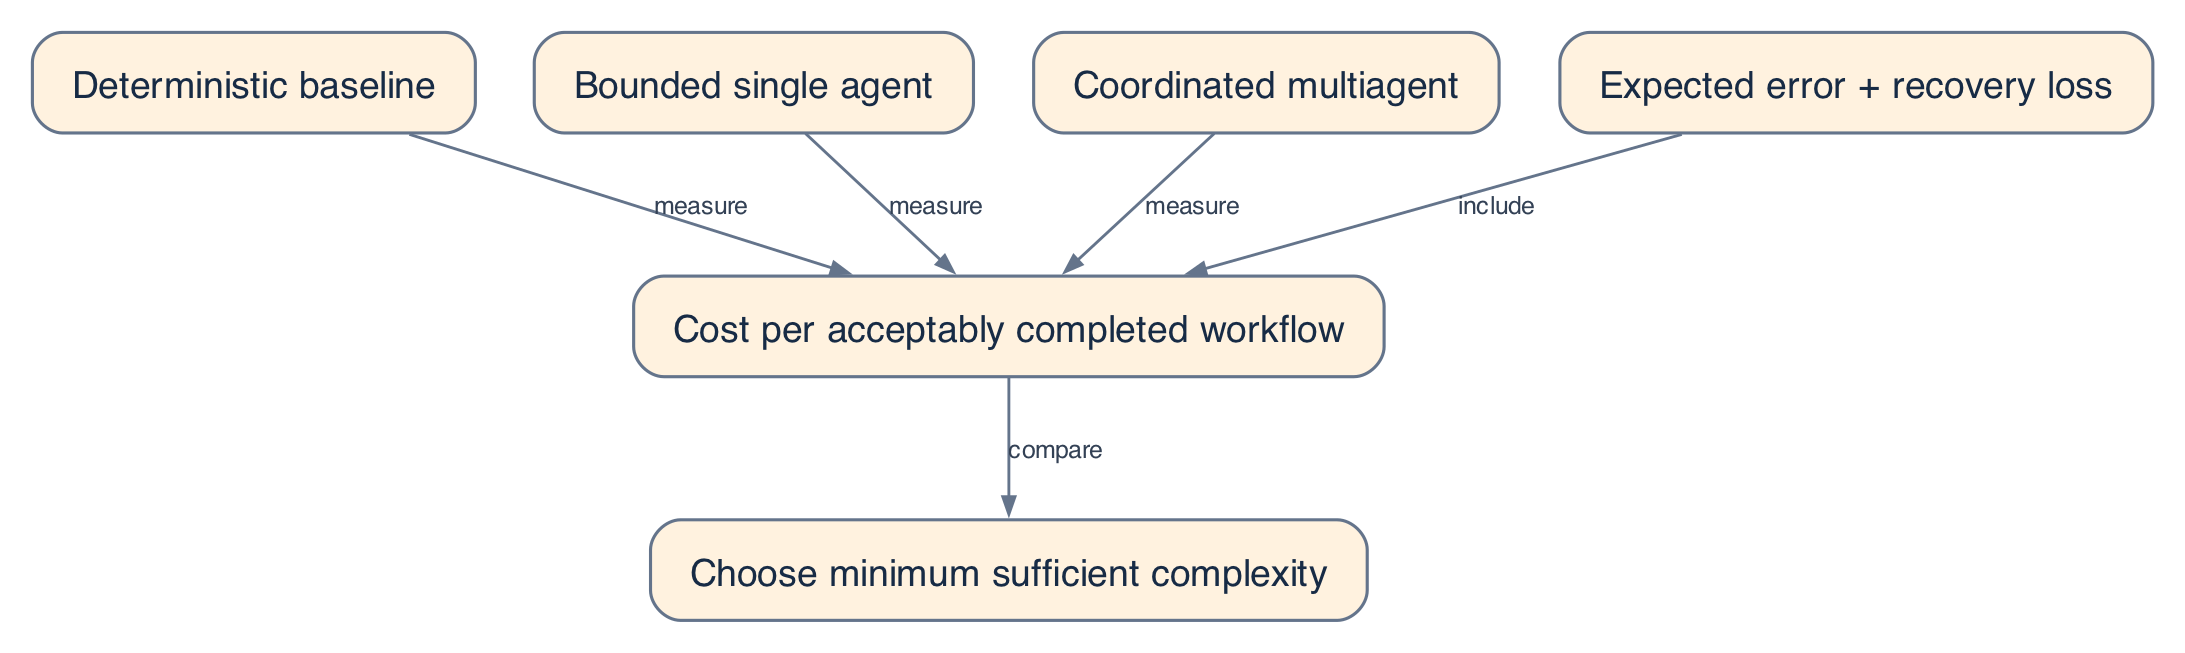 Deterministic baseline
Bounded single agent
Coordinated multiagent
Expected error + recovery loss
measure
measure
measure
include
Cost per acceptably completed workflow
compare
Choose minimum sufficient complexity